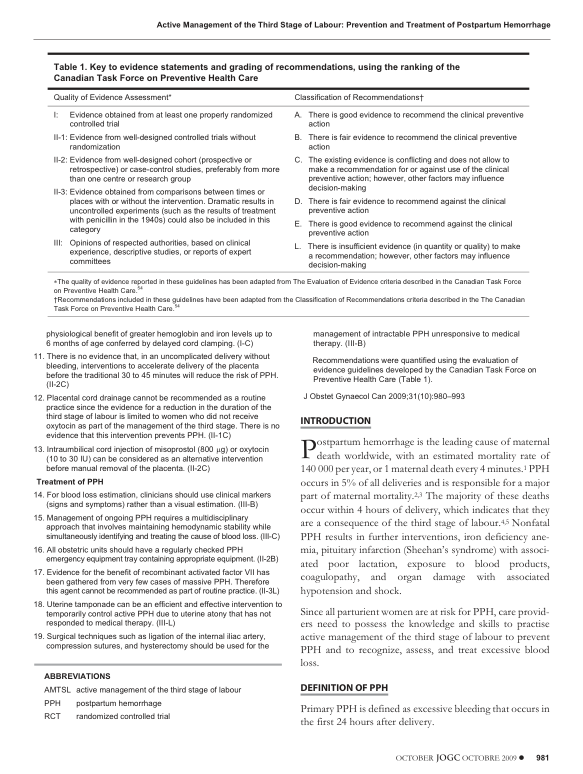 Active Management of the Third Stage of Labour: Prevention and Treatment of Postpartum Hemorrhage
Table 1. Key to evidence statements and grading of recommendations, using the ranking of the
Canadian Task Force on Preventive Health Care
Quality of Evidence Assessment*
I: Evidence obtained from at least one properly randomized
controlled trial
II-1: Evidence from well-designed controlled trials without
randomization
II-2: Evidence from well-designed cohort (prospective or
retrospective) or case-control studies, preferably from more
than one centre or research group
II-3: Evidence obtained from comparisons between times or
places with or without the intervention. Dramatic results in
uncontrolled experiments (such as the results of treatment
with penicillin in the 1940s) could also be included in this
category
III: Opinions of respected authorities, based on clinical
experience, descriptive studies, or reports of expert
committees
Classification of Recommendations†
A. There is good evidence to recommend the clinical preventive
action
B. There is fair evidence to recommend the clinical preventive
action
C. The existing evidence is conflicting and does not allow to
make a recommendation for or against use of the clinical
preventive action; however, other factors may influence
decision-making
D. There is fair evidence to recommend against the clinical
preventive action
E. There is good evidence to recommend against the clinical
preventive action
L. There is insufficient evidence (in quantity or quality) to make
a recommendation; however, other factors may influence
decision-making
*The quality of evidence reported in these guidelines has been adapted from The Evaluation of Evidence criteria described in the Canadian Task Force
on Preventive Health Care.54
†Recommendations included in these guidelines have been adapted from the Classification of Recommendations criteria described in the The Canadian
Task Force on Preventive Health Care.54
physiological benefit of greater hemoglobin and iron levels up to
6 months of age conferred by delayed cord clamping. (I-C)
11. There is no evidence that, in an uncomplicated delivery without
bleeding, interventions to accelerate delivery of the placenta
before the traditional 30 to 45 minutes will reduce the risk of PPH.
(II-2C)
12. Placental cord drainage cannot be recommended as a routine
practice since the evidence for a reduction in the duration of the
third stage of labour is limited to women who did not receive
oxytocin as part of the management of the third stage. There is no
evidence that this intervention prevents PPH. (II-1C)
13. Intraumbilical cord injection of misoprostol (800 µg) or oxytocin
(10 to 30 IU) can be considered as an alternative intervention
before manual removal of the placenta. (II-2C)
Treatment of PPH
14. For blood loss estimation, clinicians should use clinical markers
(signs and symptoms) rather than a visual estimation. (III-B)
15. Management of ongoing PPH requires a multidisciplinary
approach that involves maintaining hemodynamic stability while
simultaneously identifying and treating the cause of blood loss. (III-C)
16. All obstetric units should have a regularly checked PPH
emergency equipment tray containing appropriate equipment. (II-2B)
17. Evidence for the benefit of recombinant activated factor VII has
been gathered from very few cases of massive PPH. Therefore
this agent cannot be recommended as part of routine practice. (II-3L)
18. Uterine tamponade can be an efficient and effective intervention to
temporarily control active PPH due to uterine atony that has not
responded to medical therapy. (III-L)
19. Surgical techniques such as ligation of the internal iliac artery,
compression sutures, and hysterectomy should be used for the
ABBREVIATIONS
AMTSL active management of the third stage of labour
PPH postpartum hemorrhage
RCT randomized controlled trial
management of intractable PPH unresponsive to medical
therapy. (III-B)
Recommendations were quantified using the evaluation of
evidence guidelines developed by the Canadian Task Force on
Preventive Health Care (Table 1).
J Obstet Gynaecol Can 2009;31(10):980–993
INTRODUCTION
Postpartum hemorrhage is the leading cause of maternal
death worldwide, with an estimated mortality rate of
140 000 per year, or 1 maternal death every 4 minutes.1 PPH
occurs in 5% of all deliveries and is responsible for a major
part of maternal mortality.2,3 The majority of these deaths
occur within 4 hours of delivery, which indicates that they
are a consequence of the third stage of labour.4,5 Nonfatal
PPH results in further interventions, iron deficiency ane-
mia, pituitary infarction (Sheehan's syndrome) with associ-
ated poor lactation, exposure to blood products,
coagulopathy, and organ damage with associated
hypotension and shock.
Since all parturient women are at risk for PPH, care provid-
ers need to possess the knowledge and skills to practise
active management of the third stage of labour to prevent
PPH and to recognize, assess, and treat excessive blood
loss.
DEFINITION OF PPH
Primary PPH is defined as excessive bleeding that occurs in
the first 24 hours after delivery.
OCTOBER JOGC OCTOBRE 2009 ● 981